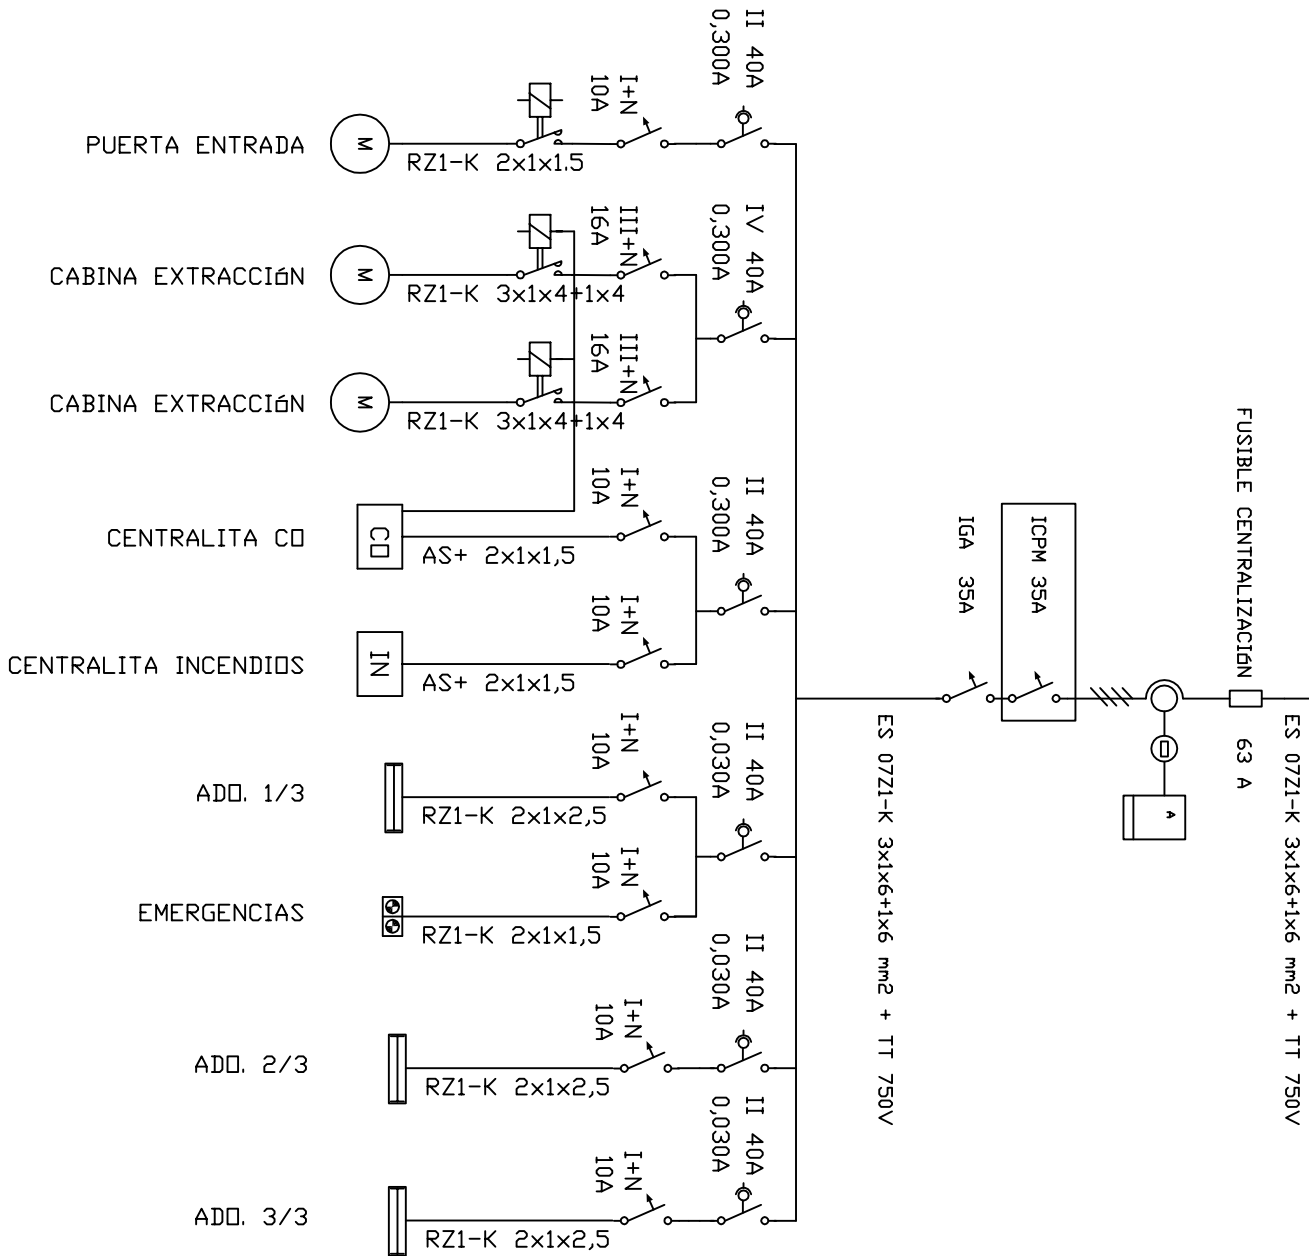 II 40A
0,300A
I+N
10A
PUERTA ENTRADA
M
RZ1-K 2x1x1.5
IV 40A
0,300A
III+N
16A
CABINA EXTRACCIóN
M
RZ1-K 3x1x4+1x4
III+N
16A
CABINA EXTRACCIóN
M
RZ1-K 3x1x4+1x4
II 40A
0,300A
I+N
10A
CENTRALITA CO
CO
AS+ 2x1x1,5
I+N
10A
CENTRALITA INCENDIOS
IN
AS+ 2x1x1,5
II 40A
0,030A
I+N
10A
ADO. 1/3
RZ1-K 2x1x2,5
I+N
10A
EMERGENCIAS
RZ1-K 2x1x1,5
II 40A
0,030A
I+N
10A
ADO. 2/3
RZ1-K 2x1x2,5
II 40A
0,030A
I+N
10A
ADO. 3/3
RZ1-K 2x1x2,5
ES 07Z1-K 3x1x6+1x6 mm2 + TT 750V
IGA 35A
ICPM 35A
A
FUSIBLE CENTRALIZACIóN 63 A
ES 07Z1-K 3x1x6+1x6 mm2 + TT 750V